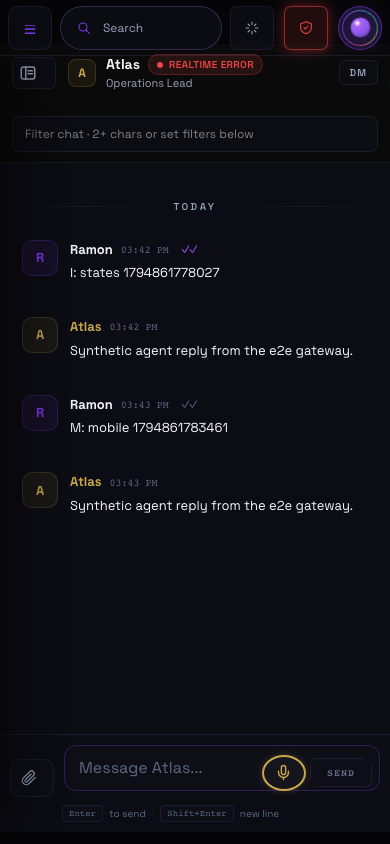 Search
A
Atlas
REALTIME ERROR
Operations Lead
DM
Filter chat · 2+ chars or set filters below
TODAY
R
Ramon 03:42 PM
I: states 1794861778027
A
Atlas 03:42 PM
Synthetic agent reply from the e2e gateway.
R
Ramon 03:43 PM
M: mobile 1794861783461
A
Atlas 03:43 PM
Synthetic agent reply from the e2e gateway.
Message Atlas...
SEND
Enter to send Shift+Enter new line